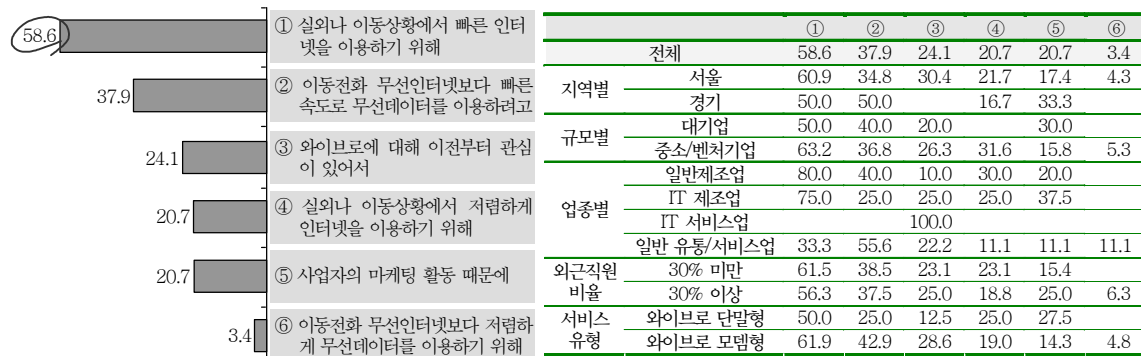 58.6
① 실외나 이동상황에서 빠른 인터
넷을 이용하기 위해
37.9
② 이동전화 무선인터넷보다 빠른
속도로 무선데이터를 이용하려고
24.1
③ 와이브로에 대해 이전부터 관심
이 있어서
20.7
④ 실외나 이동상황에서 저렴하게
인터넷을 이용하기 위해
20.7
⑤ 사업자의 마케팅 활동 때문에
3.4
⑥ 이동전화 무선인터넷보다 저렴하
게 무선데이터를 이용하기 위해
① ② ③ ④ ⑤ ⑥
전체 58.6 37.9 24.1 20.7 20.7 3.4
지역별
서울 60.9 34.8 30.4 21.7 17.4 4.3
경기 50.0 50.0 16.7 33.3
규모별
대기업 50.0 40.0 20.0 30.0
중소/벤처기업 63.2 36.8 26.3 31.6 15.8 5.3
업종별
일반제조업 80.0 40.0 10.0 30.0 20.0
IT 제조업 75.0 25.0 25.0 25.0 37.5
IT 서비스업 100.0
일반 유통/서비스업 33.3 55.6 22.2 11.1 11.1 11.1
외근직원
비율
30% 미만 61.5 38.5 23.1 23.1 15.4
30% 이상 56.3 37.5 25.0 18.8 25.0 6.3
서비스
유형
와이브로 단말형 50.0 25.0 12.5 25.0 27.5
와이브로 모뎀형 61.9 42.9 28.6 19.0 14.3 4.8